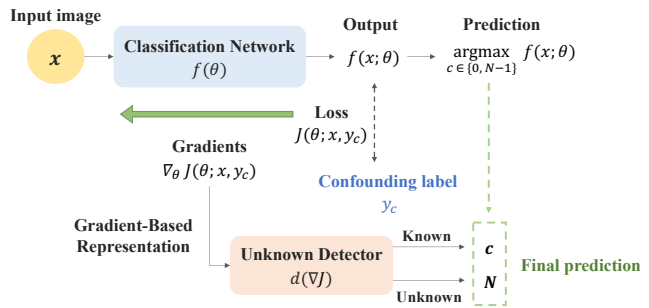 Input image
x
Classification Network
f(θ)
Output
f(x;θ)
Prediction
argmax f(x;θ)
c∈{0,N−1}
Loss
J(θ;x,y_c)
Gradients
∇_θ J(θ;x,y_c)
Confounding label
y_c
Gradient-Based
Representation
Unknown Detector
d(∇J)
Known
Unknown
c
N
Final prediction